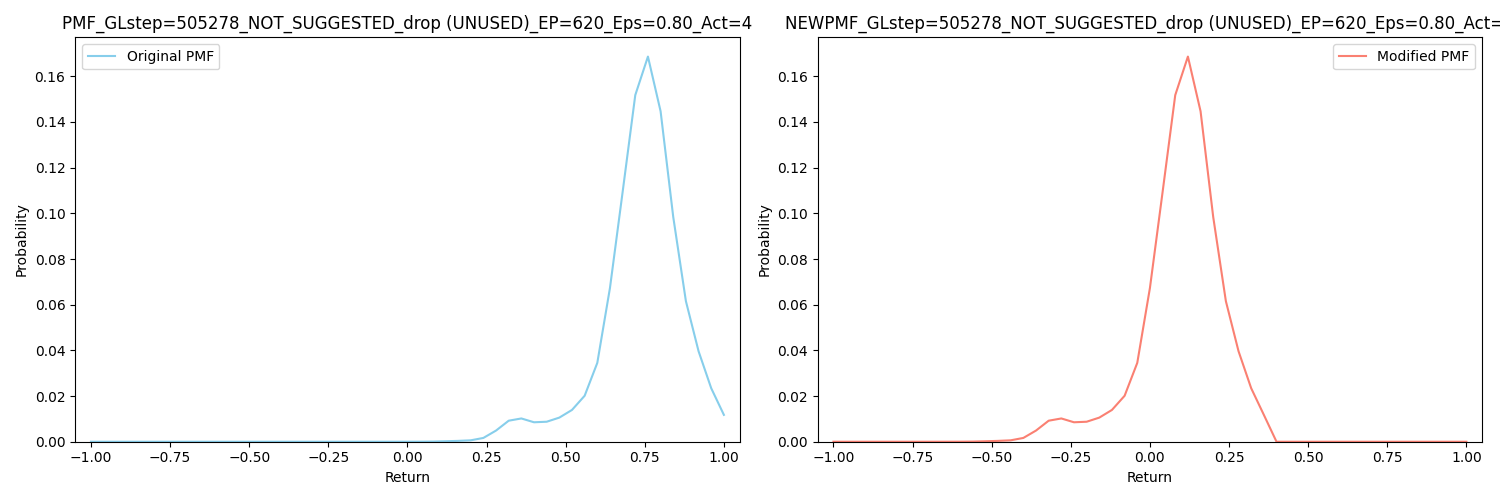 PMF_GLstep=505278_NOT_SUGGESTED_drop (UNUSED)_EP=620_Eps=0.80_Act=4
Original PMF
0.16
0.14
0.12
0.10
0.08
0.06
0.04
0.02
0.00
Probability
−1.00 −0.75 −0.50 −0.25 0.00 0.25 0.50 0.75 1.00
Return
NEWPMF_GLstep=505278_NOT_SUGGESTED_drop (UNUSED)_EP=620_Eps=0.80_Act=
Modified PMF
0.16
0.14
0.12
0.10
0.08
0.06
0.04
0.02
0.00
Probability
−1.00 −0.75 −0.50 −0.25 0.00 0.25 0.50 0.75 1.00
Return